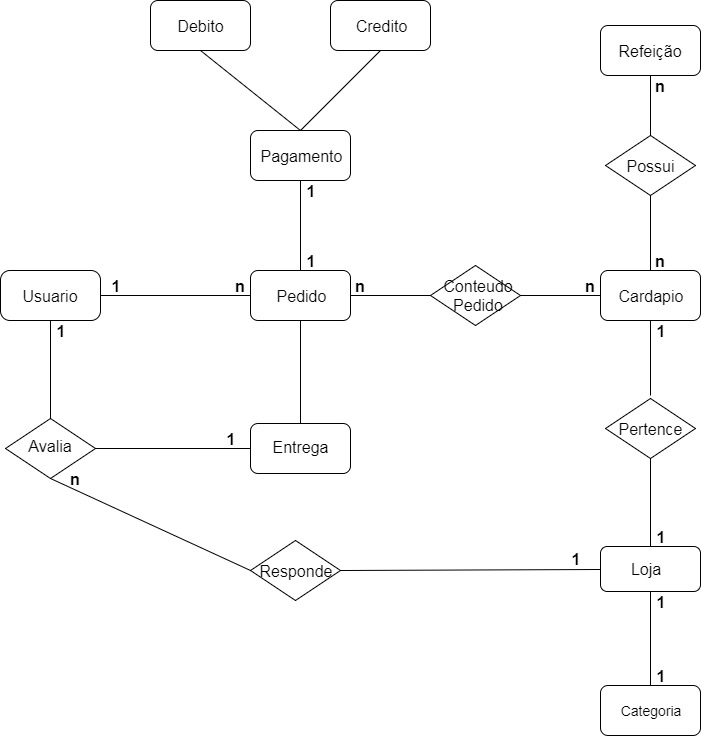 Debito
Credito
Refeição
n
Pagamento
Possui
1
1
n
Usuario
1
n
Pedido
n
Conteudo
Pedido
n
Cardapio
1
1
Avalia
1
Entrega
Pertence
n
1
Responde
1
Loja
1
1
Categoria